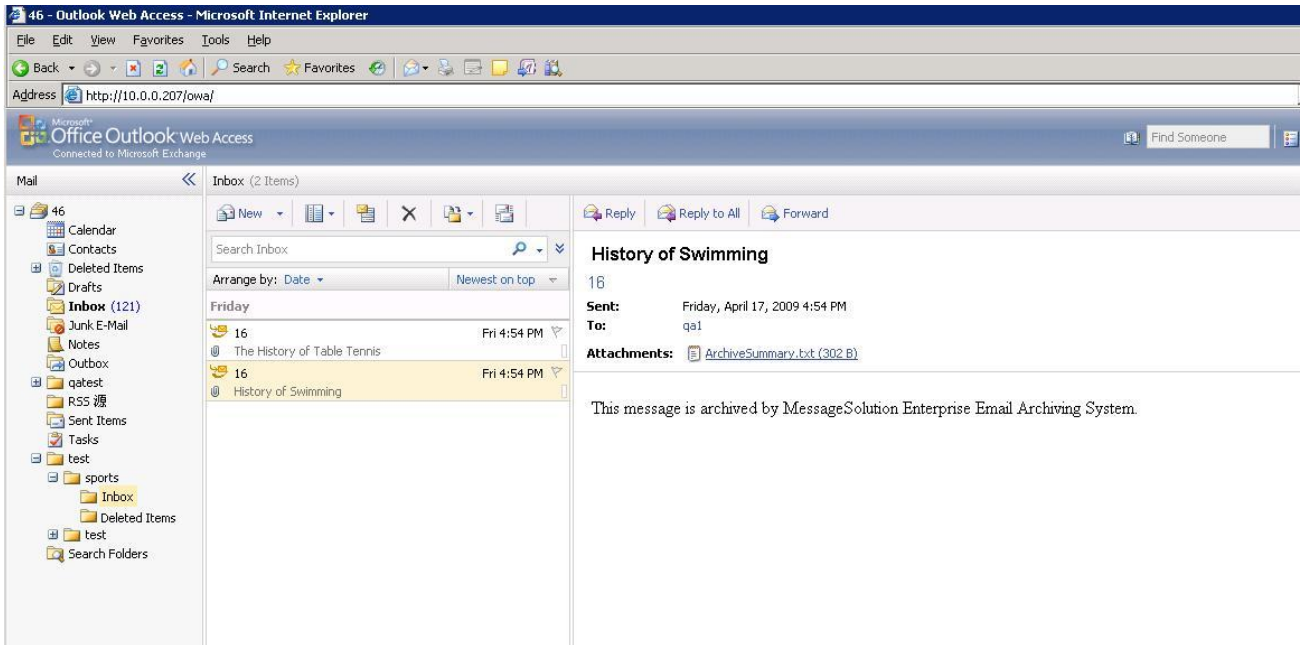 46 - Outlook Web Access - Microsoft Internet Explorer
File Edit View Favorites Tools Help
Back Search Favorites
Address http://10.0.0.207/owa/
Microsoft
Office Outlook Web Access
Connected to Microsoft Exchange
Find Someone
Mail
46
Calendar
Contacts
Deleted Items
Drafts
Inbox (121)
Junk E-Mail
Notes
Outbox
qatest
RSS 源
Sent Items
Tasks
test
sports
Inbox
Deleted Items
test
Search Folders
Inbox (2 Items)
New
Search Inbox
Arrange by: Date Newest on top
Friday
16 Fri 4:54 PM
The History of Table Tennis
16 Fri 4:54 PM
History of Swimming
Reply Reply to All Forward
History of Swimming
16
Sent: Friday, April 17, 2009 4:54 PM
To: qa1
Attachments: ArchiveSummary.txt (302 B)
This message is archived by MessageSolution Enterprise Email Archiving System.